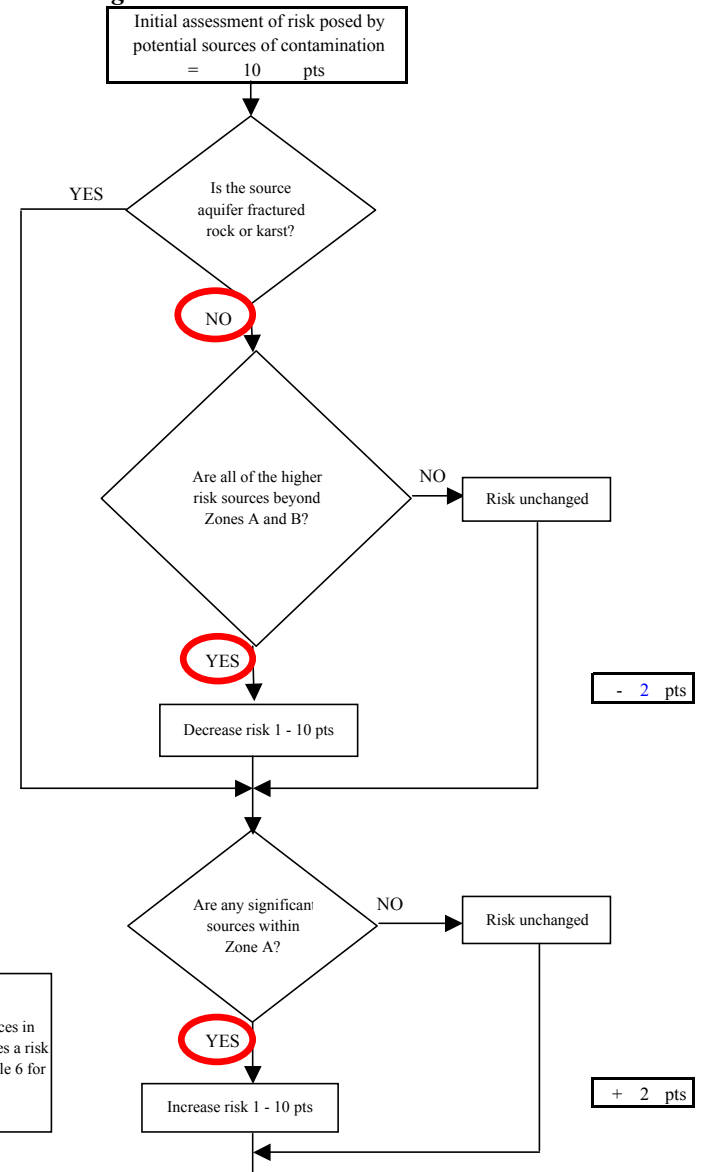 Initial assessment of risk posed by
potential sources of contamination
= 10 pts
YES
Is the source
aquifer fractured
rock or karst?
NO
Are all of the higher
risk sources beyond
Zones A and B?
NO
Risk unchanged
YES
- 2 pts
Decrease risk 1 - 10 pts
Are any significant
sources within
Zone A?
NO
Risk unchanged
ces in
es a risk
le 6 for
YES
Increase risk 1 - 10 pts
+ 2 pts